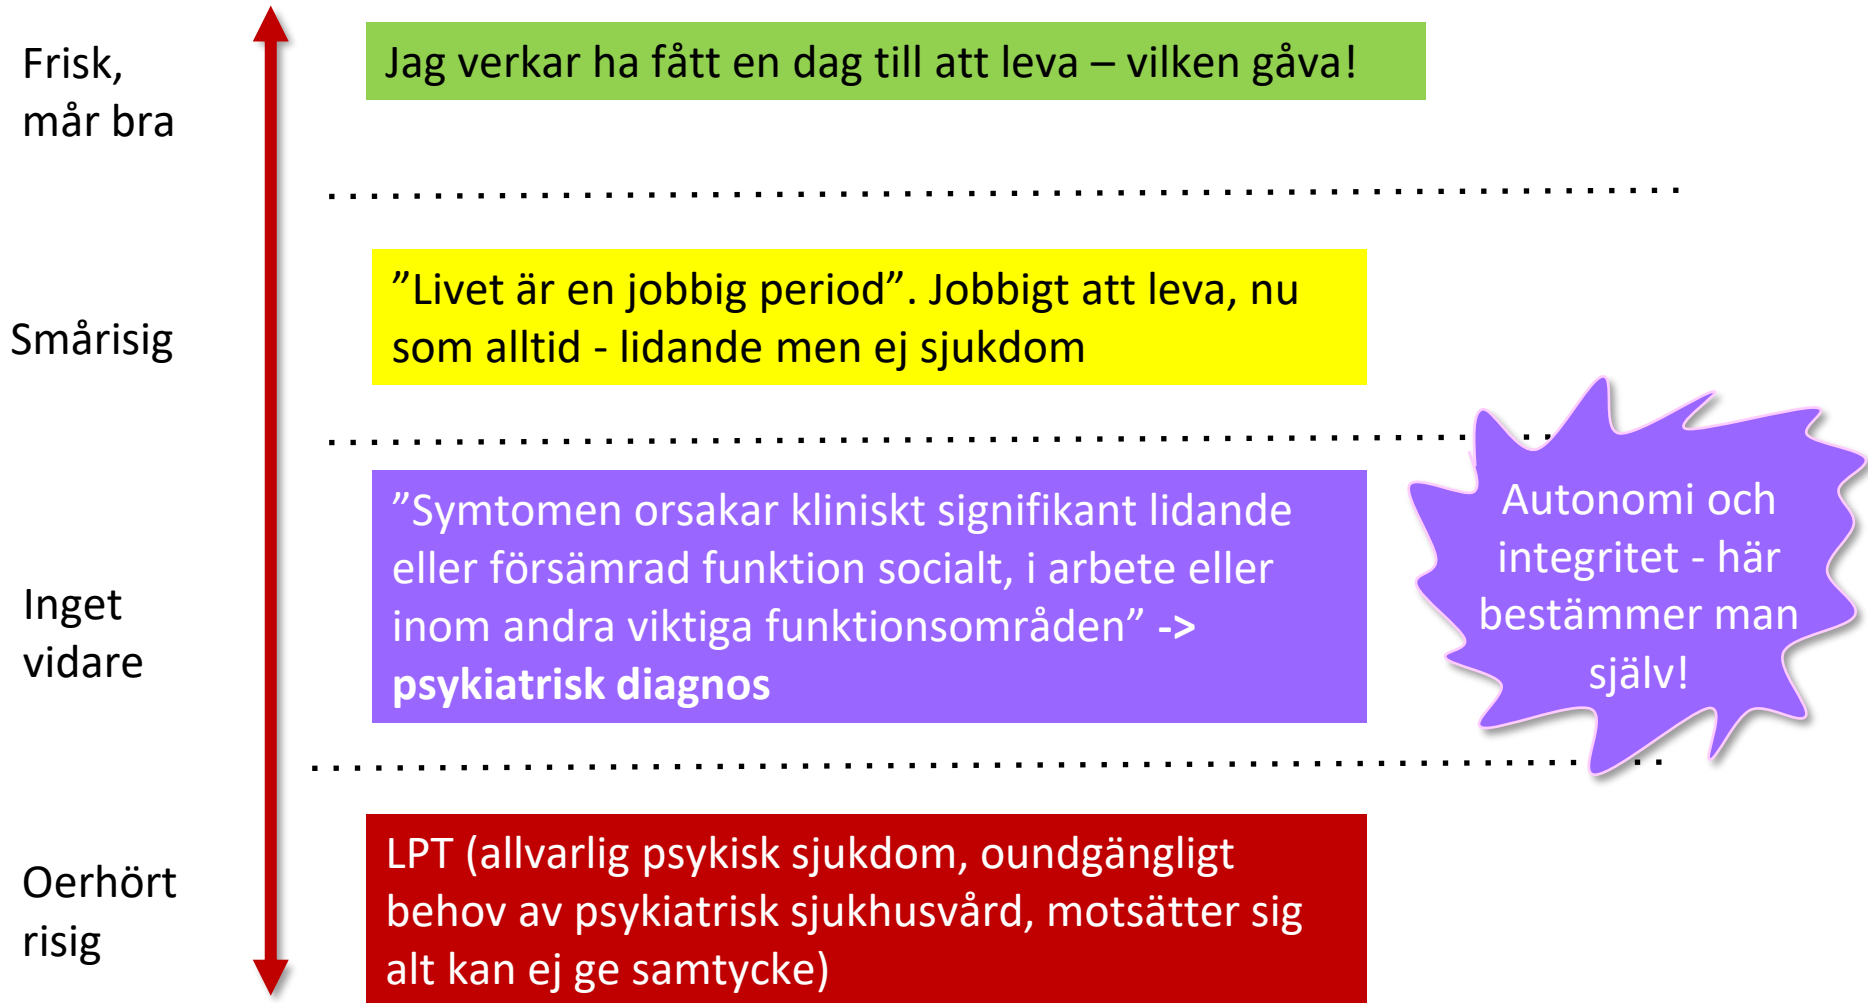 Frisk,
mår bra
Jag verkar ha fått en dag till att leva – vilken gåva!
Smårisig
”Livet är en jobbig period”. Jobbigt att leva, nu
som alltid - lidande men ej sjukdom
Inget
vidare
”Symtomen orsakar kliniskt signifikant lidande
eller försämrad funktion socialt, i arbete eller
inom andra viktiga funktionsområden” ->
psykiatrisk diagnos
Autonomi och
integritet - här
bestämmer man
själv!
Oerhört
risig
LPT (allvarlig psykisk sjukdom, oundgängligt
behov av psykiatrisk sjukhusvård, motsätter sig
alt kan ej ge samtycke)